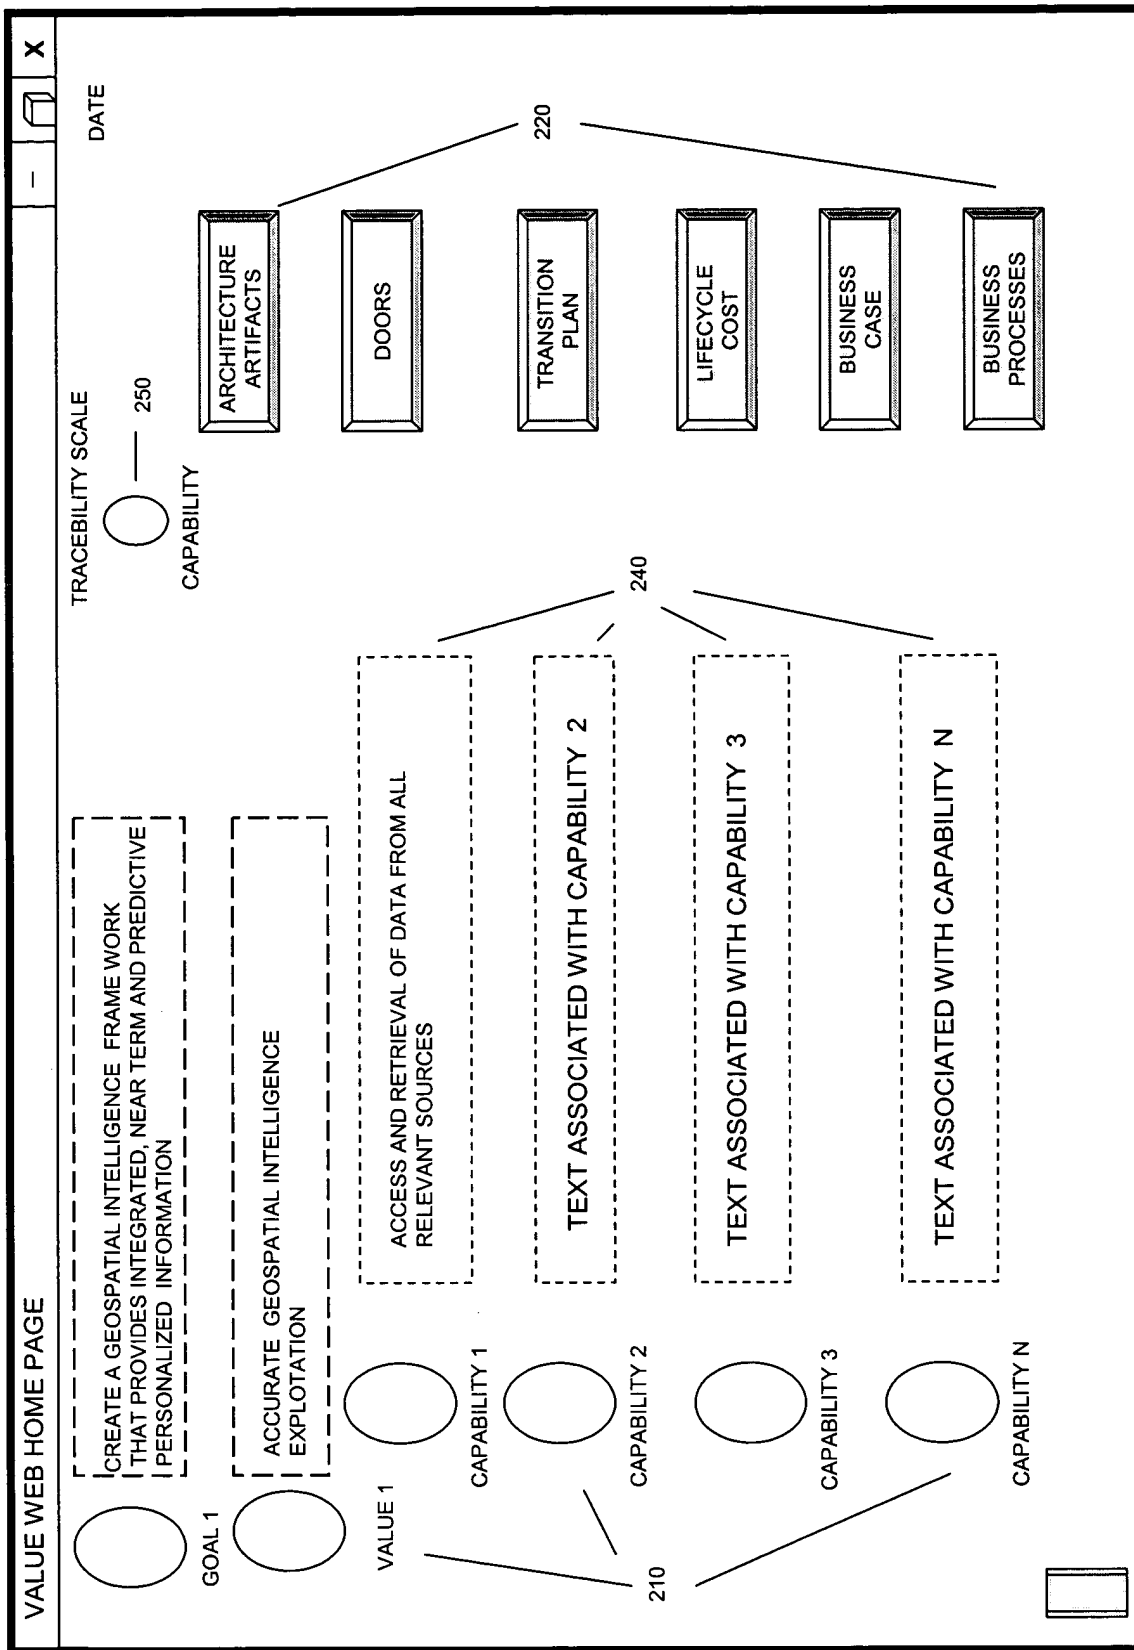 VALUE WEB HOME PAGE
– X
DATE
TRACEBILITY SCALE
250
CAPABILITY
CREATE A GEOSPATIAL INTELLIGENCE FRAME WORK
THAT PROVIDES INTEGRATED, NEAR TERM AND PREDICTIVE
PERSONALIZED INFORMATION
GOAL 1
ACCURATE GEOSPATIAL INTELLIGENCE
EXPLOTATION
VALUE 1
ACCESS AND RETRIEVAL OF DATA FROM ALL
RELEVANT SOURCES
CAPABILITY 1
TEXT ASSOCIATED WITH CAPABILITY 2
CAPABILITY 2
TEXT ASSOCIATED WITH CAPABILITY 3
CAPABILITY 3
TEXT ASSOCIATED WITH CAPABILITY N
CAPABILITY N
210
240
ARCHITECTURE
ARTIFACTS
DOORS
TRANSITION
PLAN
LIFECYCLE
COST
BUSINESS
CASE
BUSINESS
PROCESSES
220